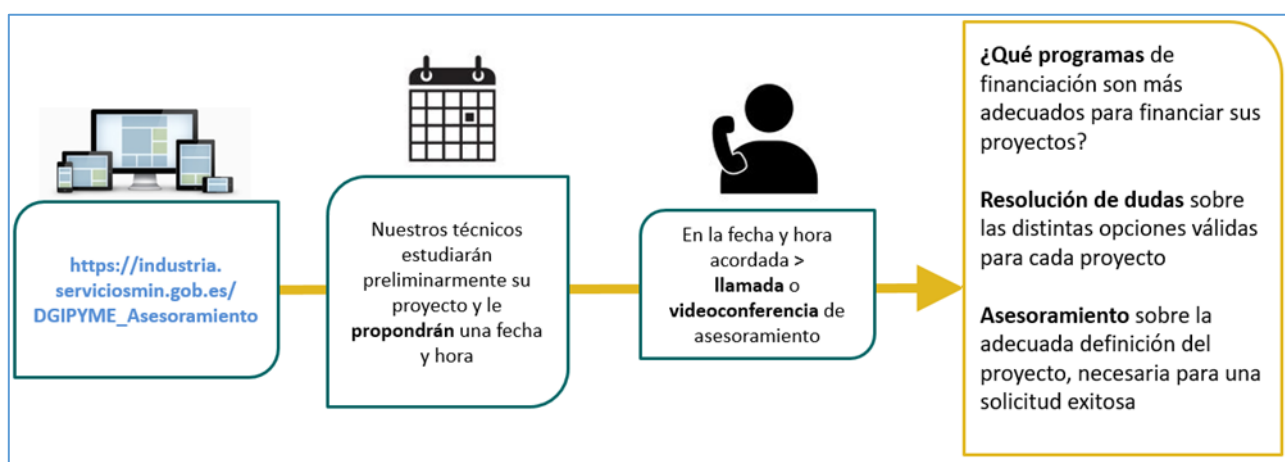 https://industria.
serviciosmin.gob.es/
DGIPYME_Asesoramiento
Nuestros técnicos
estudiarán
preliminarmente su
proyecto y le
propondrán una fecha
y hora
En la fecha y hora
acordada >
llamada o
videoconferencia de
asesoramiento
¿Qué programas de
financiación son más
adecuados para financiar sus
proyectos?
Resolución de dudas sobre
las distintas opciones válidas
para cada proyecto
Asesoramiento sobre la
adecuada definición del
proyecto, necesaria para una
solicitud exitosa